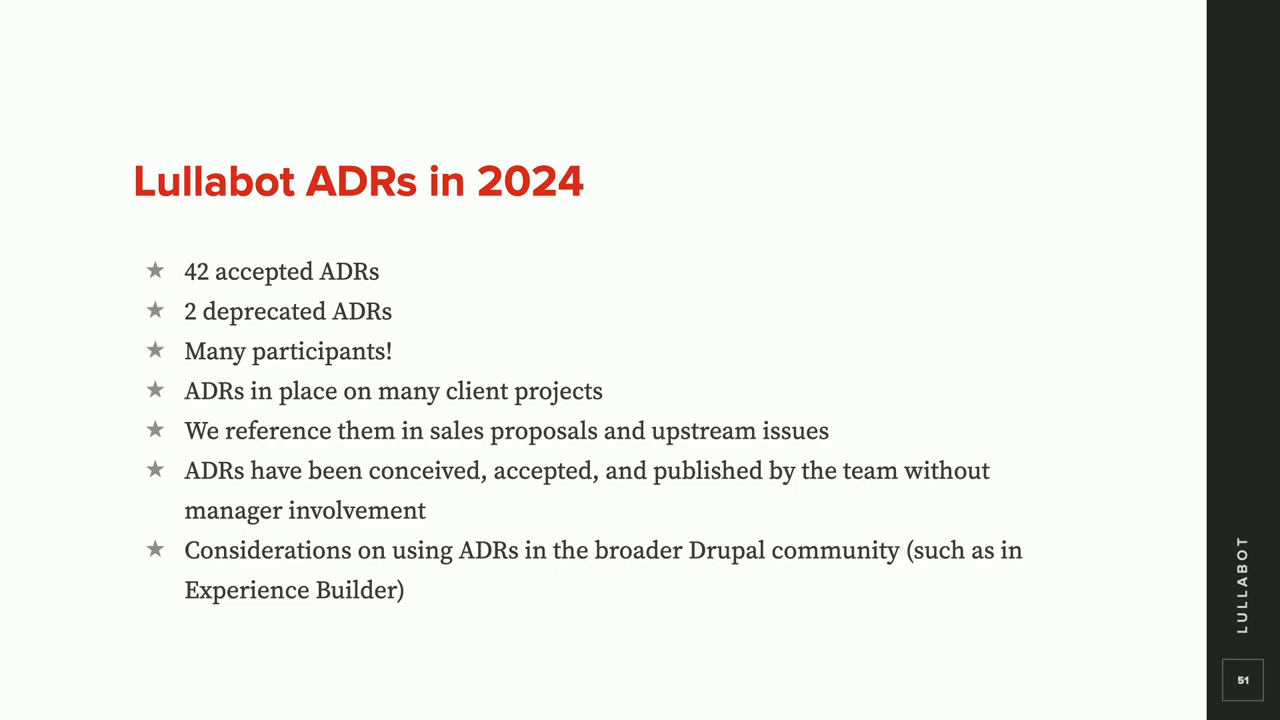 Lullabot ADRs in 2024
★ 42 accepted ADRs
★ 2 deprecated ADRs
★ Many participants!
★ ADRs in place on many client projects
★ We reference them in sales proposals and upstream issues
★ ADRs have been conceived, accepted, and published by the team without
manager involvement
★ Considerations on using ADRs in the broader Drupal community (such as in
Experience Builder)
LULLABOT
51